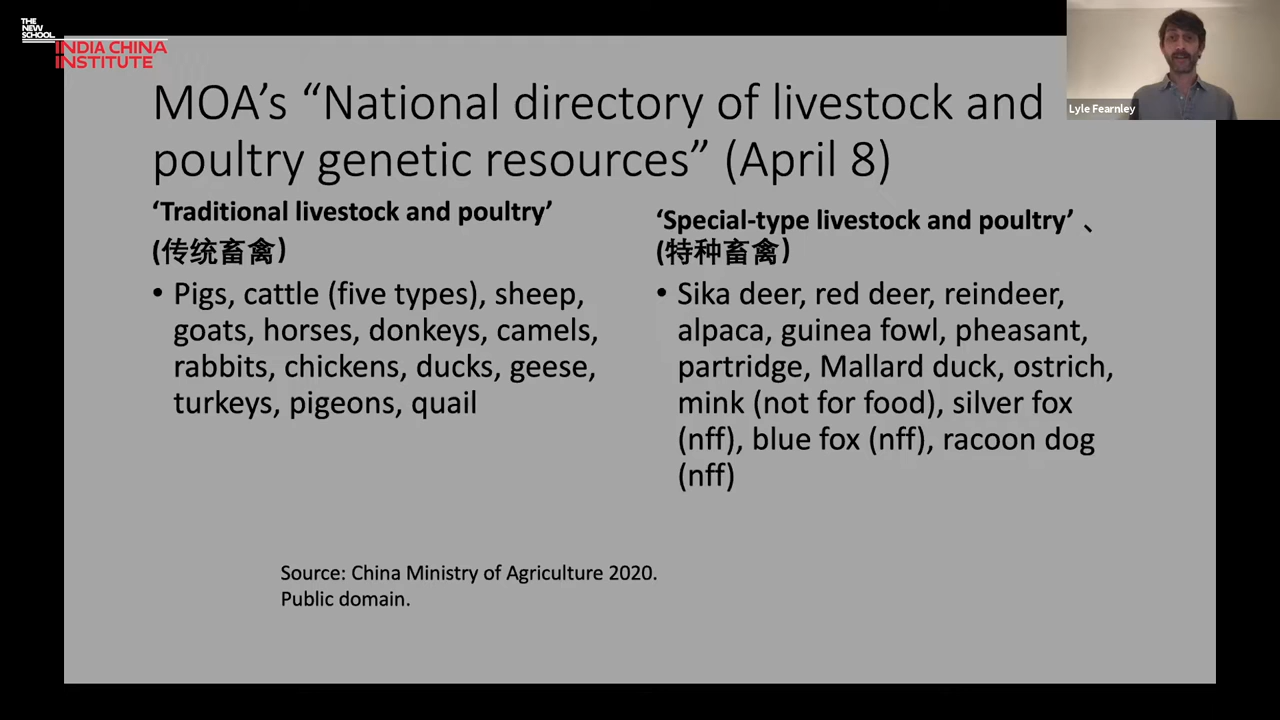 THE
NEW
SCHOOL
INDIA CHINA
INSTITUTE
Lyle Fearnley
MOA’s “National directory of livestock and
poultry genetic resources” (April 8)
‘Traditional livestock and poultry’
(传统畜禽）
• Pigs, cattle (five types), sheep,
goats, horses, donkeys, camels,
rabbits, chickens, ducks, geese,
turkeys, pigeons, quail
‘Special-type livestock and poultry’ 、
(特种畜禽）
• Sika deer, red deer, reindeer,
alpaca, guinea fowl, pheasant,
partridge, Mallard duck, ostrich,
mink (not for food), silver fox
(nff), blue fox (nff), racoon dog
(nff)
Source: China Ministry of Agriculture 2020.
Public domain.